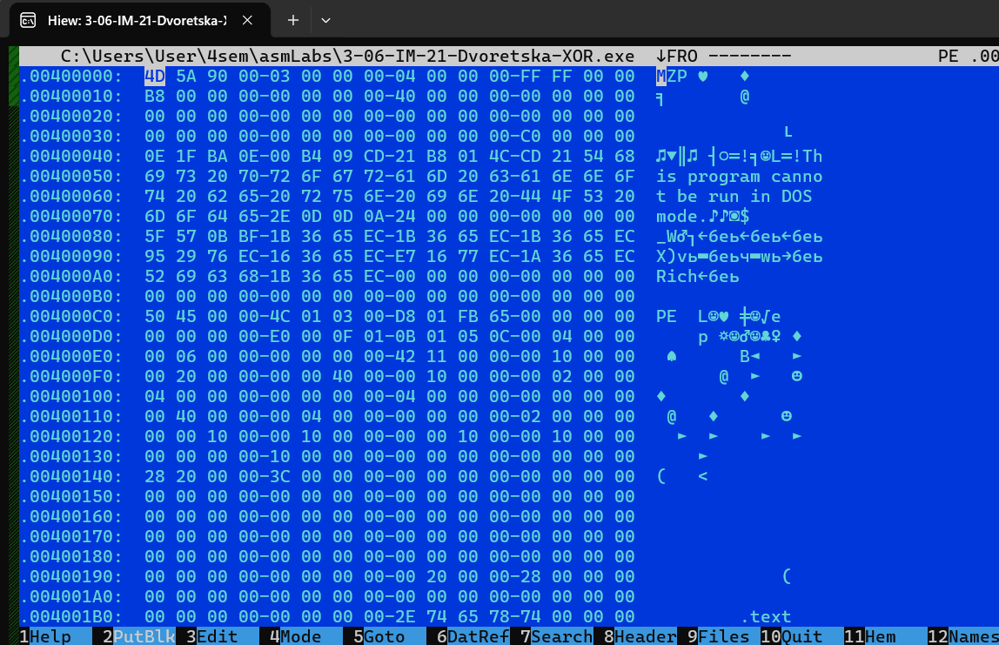 Hiew: 3-06-IM-21-Dvoretska-X
C:\Users\User\4sem\asmLabs\3-06-IM-21-Dvoretska-XOR.exe ↓FRO -------- PE .00
.00400000: 4D 5A 90 00-03 00 00 00-04 00 00 00-FF FF 00 00 MZP ♥ ♦
.00400010: B8 00 00 00-00 00 00 00-40 00 00 00-00 00 00 00 ╕ @
.00400020: 00 00 00 00-00 00 00 00-00 00 00 00-00 00 00 00
.00400030: 00 00 00 00-00 00 00 00-00 00 00 00-C0 00 00 00 └
.00400040: 0E 1F BA 0E-00 B4 09 CD-21 B8 01 4C-CD 21 54 68 ♫▼║♫ ┤○═!╕☺L═!Th
.00400050: 69 73 20 70-72 6F 67 72-61 6D 20 63-61 6E 6E 6F is program canno
.00400060: 74 20 62 65-20 72 75 6E-20 69 6E 20-44 4F 53 20 t be run in DOS
.00400070: 6D 6F 64 65-2E 0D 0D 0A-24 00 00 00-00 00 00 00 mode.♪♪◙$
.00400080: 5F 57 0B BF-1B 36 65 EC-1B 36 65 EC-1B 36 65 EC _W♂┐←6eь←6eь←6eь
.00400090: 95 29 76 EC-16 36 65 EC-E7 16 77 EC-1A 36 65 EC Х)vь▬6eьч▬wь→6eь
.004000A0: 52 69 63 68-1B 36 65 EC-00 00 00 00-00 00 00 00 Rich←6eь
.004000B0: 00 00 00 00-00 00 00 00-00 00 00 00-00 00 00 00
.004000C0: 50 45 00 00-4C 01 03 00-D8 01 FB 65-00 00 00 00 PE L☺♥ ╪☺√e
.004000D0: 00 00 00 00-E0 00 0F 01-0B 01 05 0C-00 04 00 00 р ☼☺♂☺♣♀ ♦
.004000E0: 00 06 00 00-00 00 00 00-42 11 00 00-00 10 00 00 ♠ B◄ ►
.004000F0: 00 20 00 00-00 00 40 00-00 10 00 00-00 02 00 00 @ ► ☻
.00400100: 04 00 00 00-00 00 00 00-04 00 00 00-00 00 00 00 ♦ ♦
.00400110: 00 40 00 00-00 04 00 00-00 00 00 00-02 00 00 00 @ ♦ ☻
.00400120: 00 00 10 00-00 10 00 00-00 00 10 00-00 10 00 00 ► ► ► ►
.00400130: 00 00 00 00-10 00 00 00-00 00 00 00-00 00 00 00 ►
.00400140: 28 20 00 00-3C 00 00 00-00 00 00 00-00 00 00 00 ( <
.00400150: 00 00 00 00-00 00 00 00-00 00 00 00-00 00 00 00
.00400160: 00 00 00 00-00 00 00 00-00 00 00 00-00 00 00 00
.00400170: 00 00 00 00-00 00 00 00-00 00 00 00-00 00 00 00
.00400180: 00 00 00 00-00 00 00 00-00 00 00 00-00 00 00 00
.00400190: 00 00 00 00-00 00 00 00-00 20 00 00-28 00 00 00 (
.004001A0: 00 00 00 00-00 00 00 00-00 00 00 00-00 00 00 00
.004001B0: 00 00 00 00-00 00 00 00-2E 74 65 78-74 00 00 00 .text
1Help 2PutBlk 3Edit 4Mode 5Goto 6DatRef 7Search 8Header 9Files 10Quit 11Hem 12Names